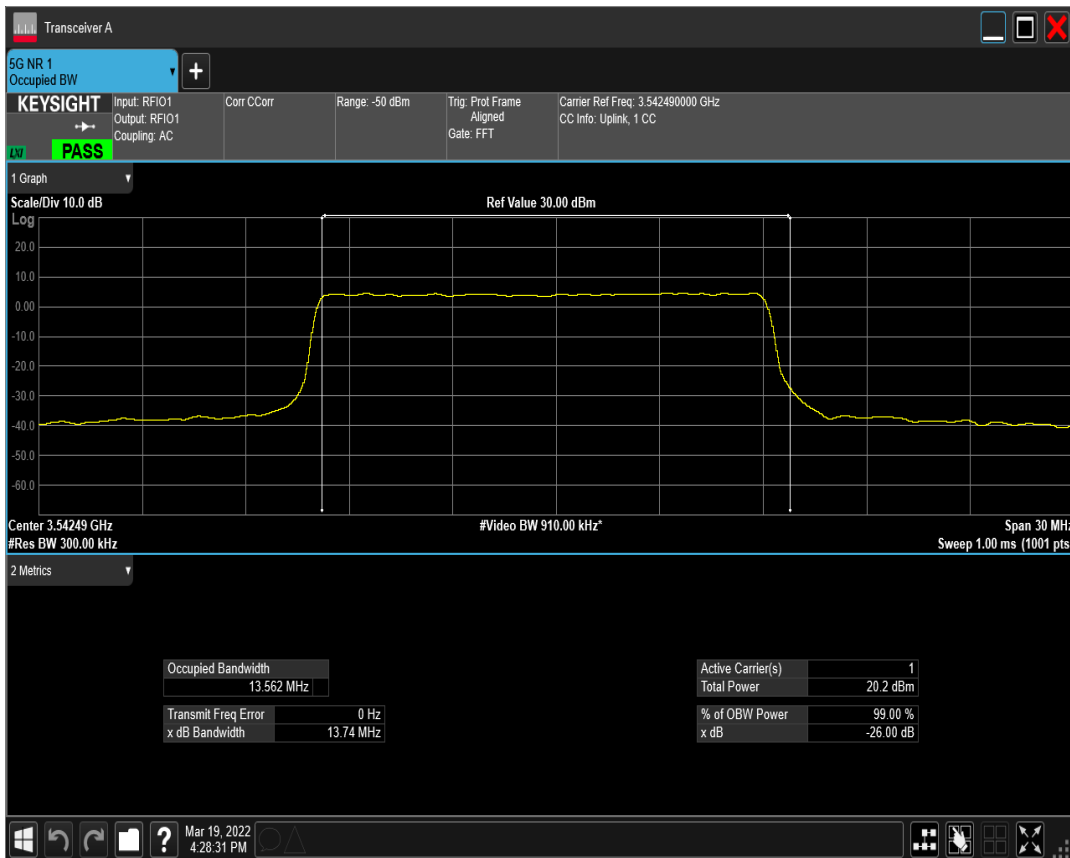 Transceiver A
5G NR 1
Occupied BW
+
KEYSIGHT
LXI
PASS
Input: RFIO1
Output: RFIO1
Coupling: AC
Corr CCorr
Range: -50 dBm
Trig: Prot Frame
Aligned
Gate: FFT
Carrier Ref Freq: 3.542490000 GHz
CC Info: Uplink, 1 CC
1 Graph
Scale/Div 10.0 dB
Ref Value 30.00 dBm
Log
20.0
10.0
0.00
-10.0
-20.0
-30.0
-40.0
-50.0
-60.0
Center 3.54249 GHz
#Video BW 910.00 kHz*
Span 30 MHz
#Res BW 300.00 kHz
Sweep 1.00 ms (1001 pts
2 Metrics
Occupied Bandwidth
13.562 MHz
Transmit Freq Error 0 Hz
x dB Bandwidth 13.74 MHz
Active Carrier(s) 1
Total Power 20.2 dBm
% of OBW Power 99.00 %
x dB -26.00 dB
?
Mar 19, 2022
4:28:31 PM